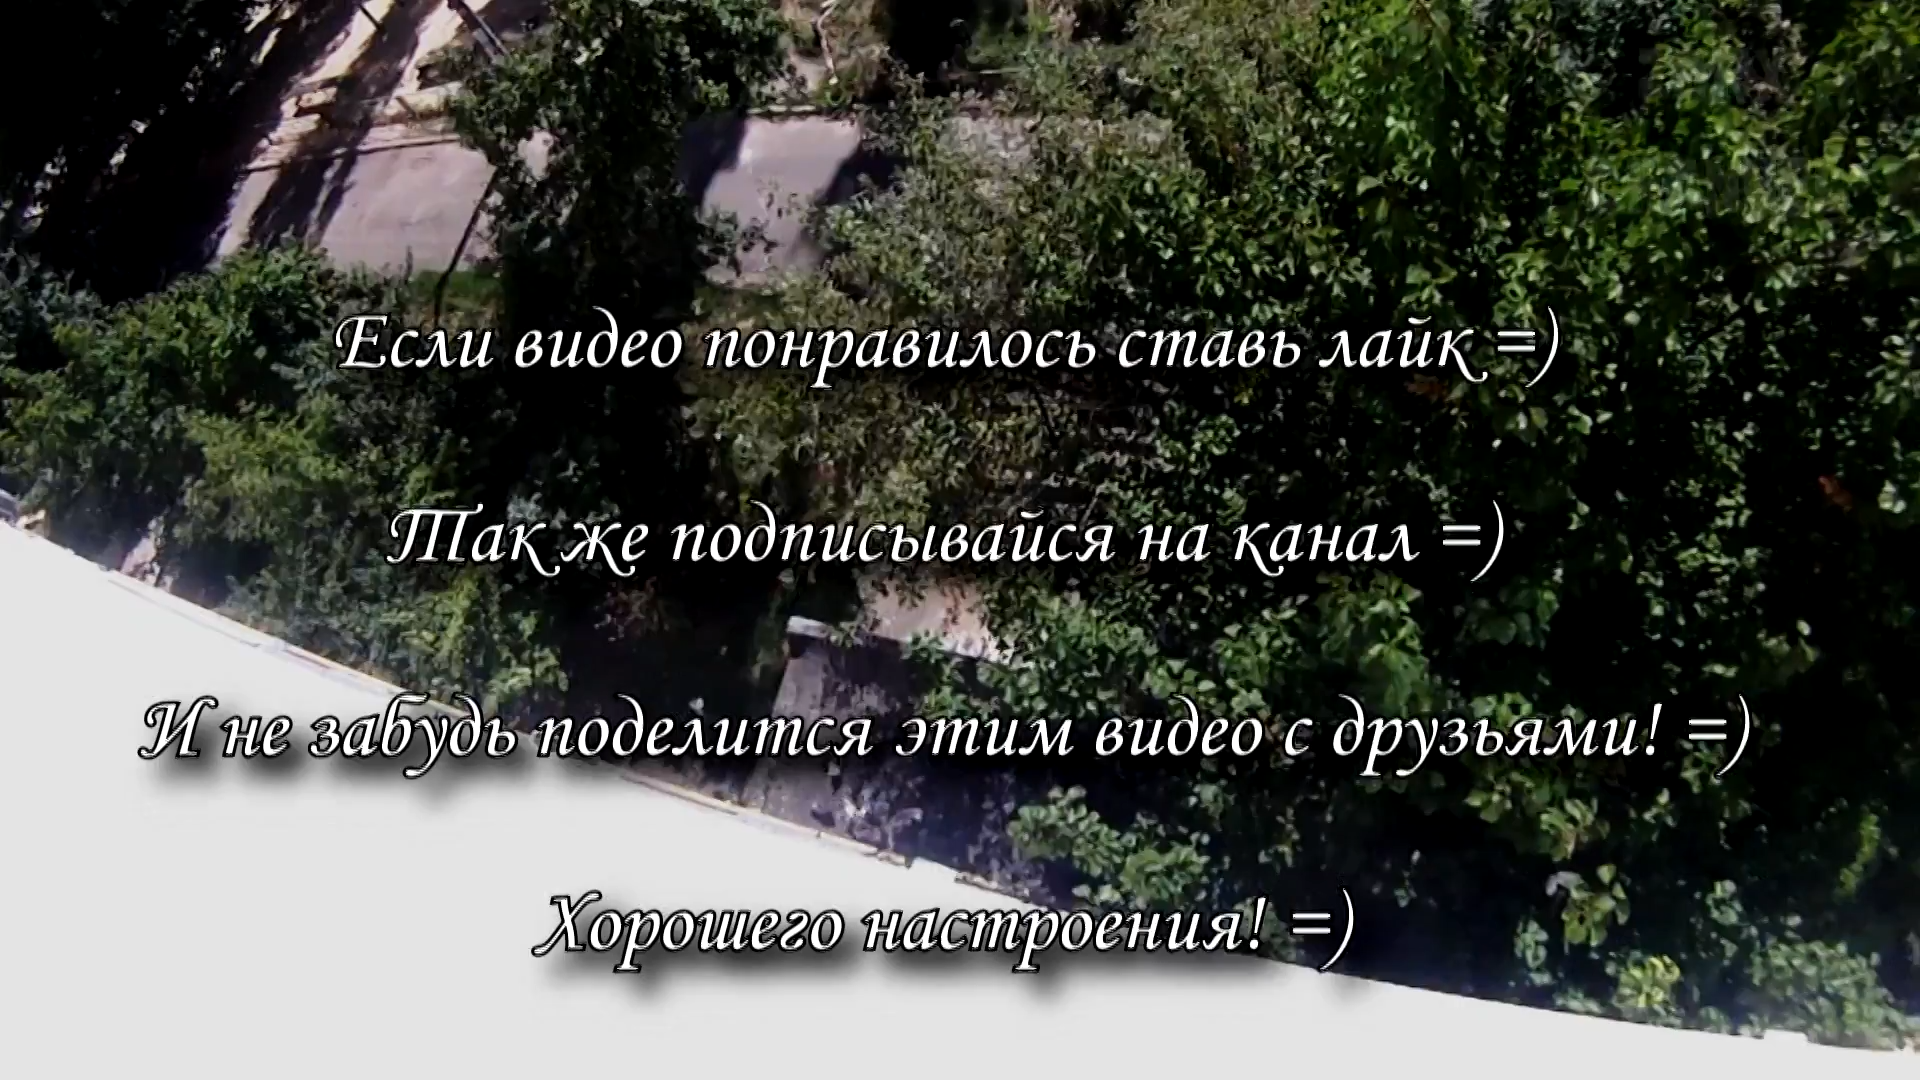 Если видео понравилось ставь лайк =)
Так же подписывайся на канал =)
И не забудь поделится этим видео с друзьями! =)
Хорошего настроения! =)